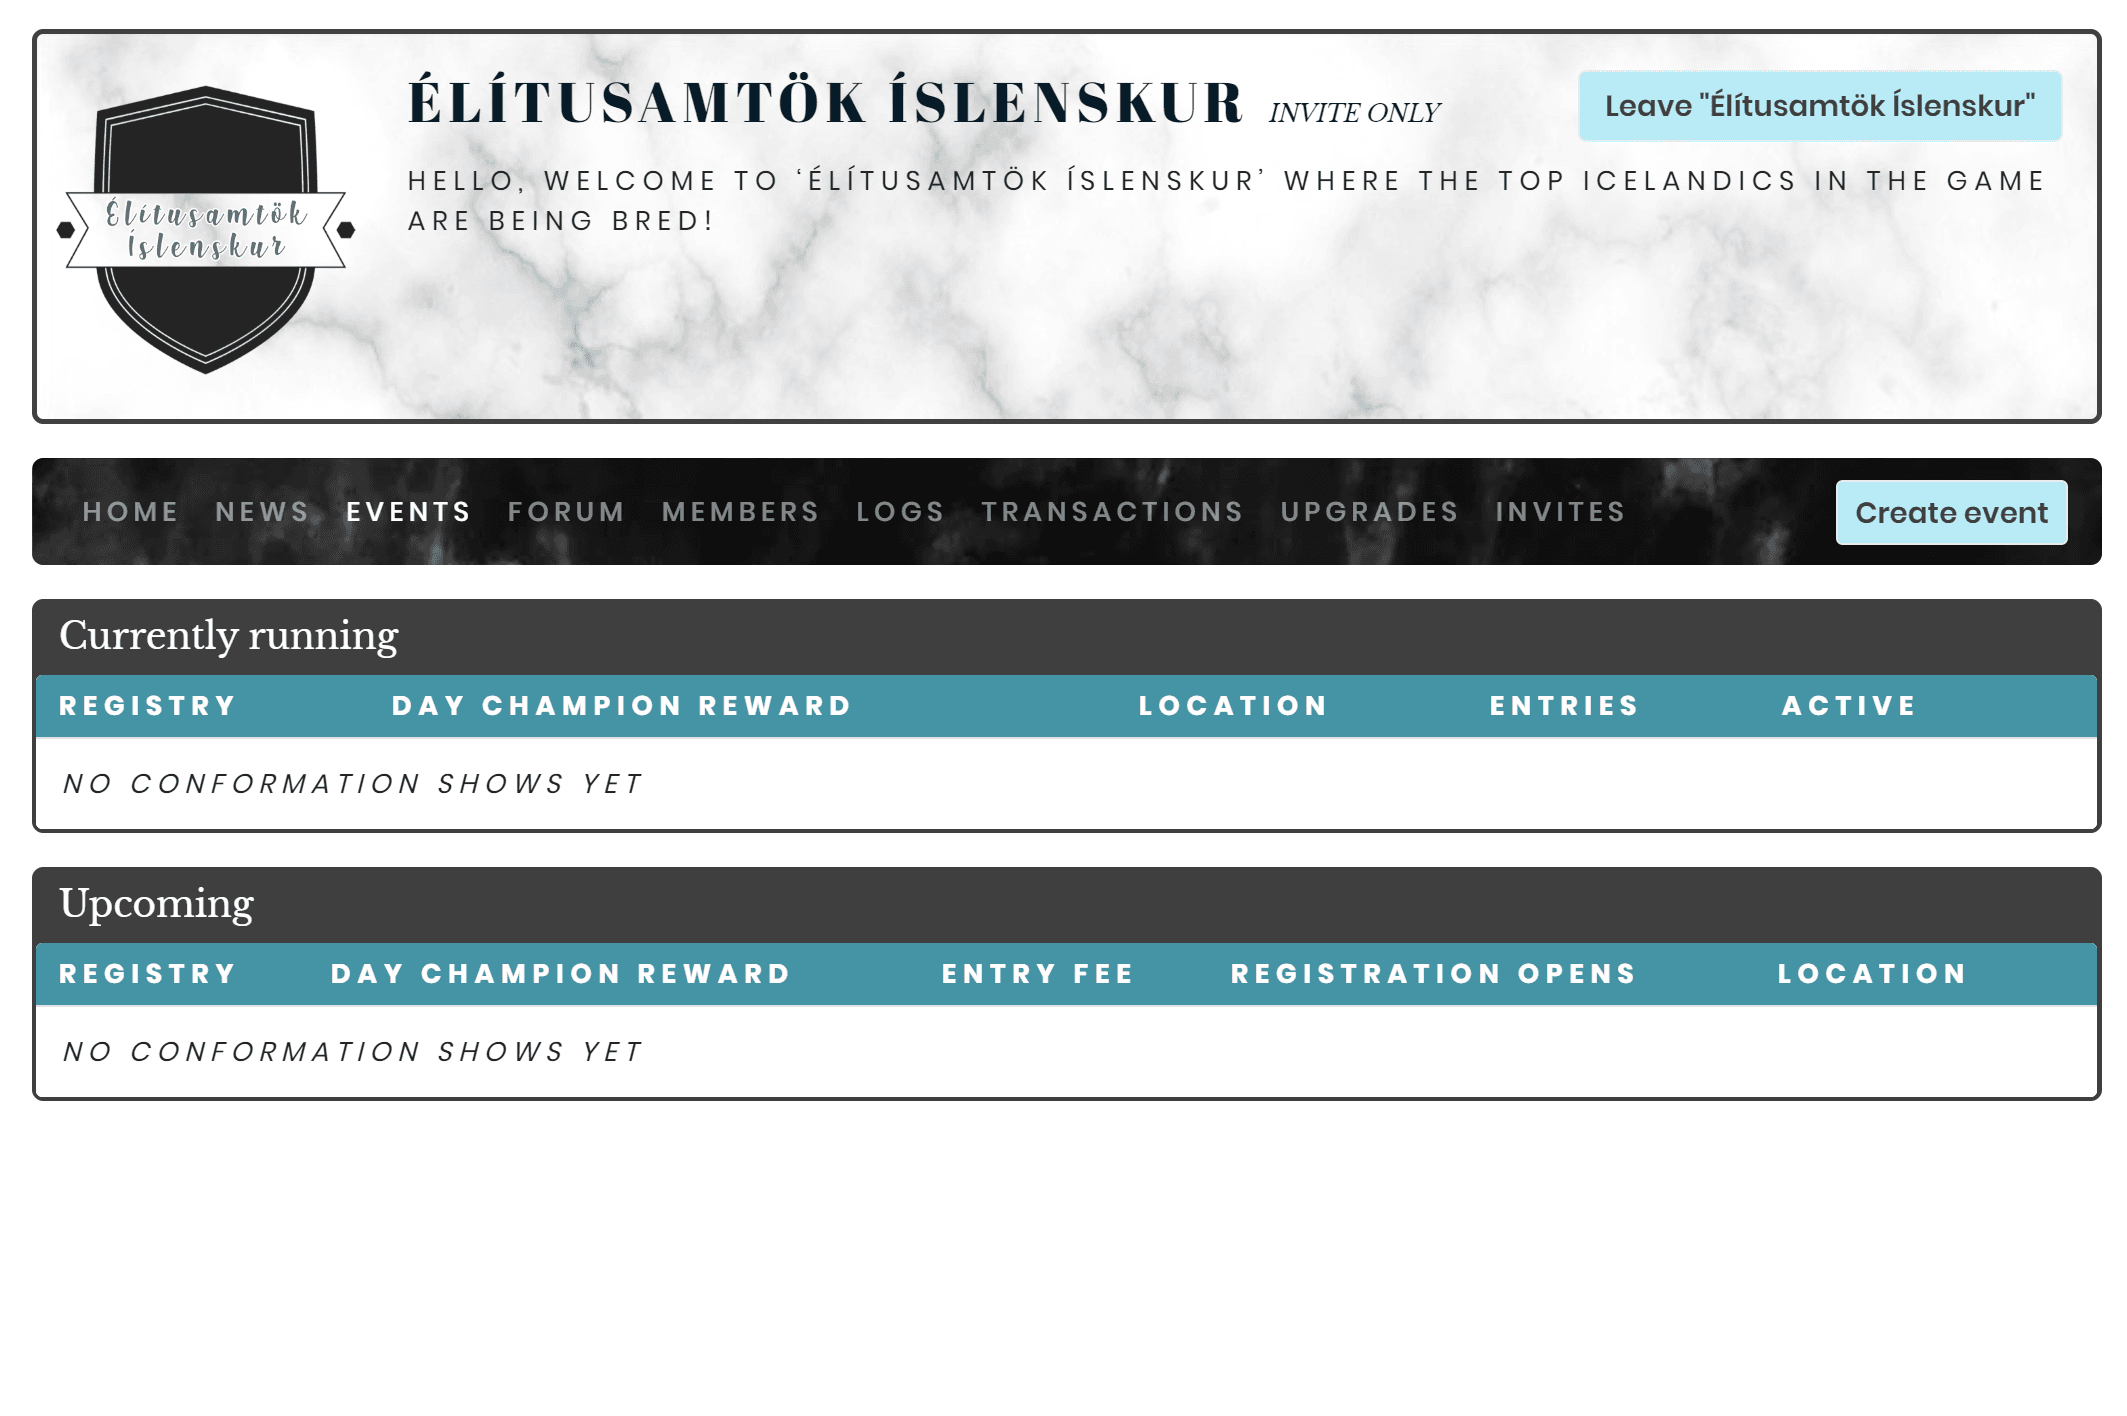 Élítusamtök
Íslenskur
ÉLÍTUSAMTÖK ÍSLENSKUR INVITE ONLY
Leave "Élítusamtök Íslenskur"
HELLO, WELCOME TO ‘ÉLÍTUSAMTÖK ÍSLENSKUR’ WHERE THE TOP ICELANDICS IN THE GAME
ARE BEING BRED!
HOME NEWS EVENTS FORUM MEMBERS LOGS TRANSACTIONS UPGRADES INVITES Create event
Currently running
REGISTRY DAY CHAMPION REWARD LOCATION ENTRIES ACTIVE
NO CONFORMATION SHOWS YET
Upcoming
REGISTRY DAY CHAMPION REWARD ENTRY FEE REGISTRATION OPENS LOCATION
NO CONFORMATION SHOWS YET